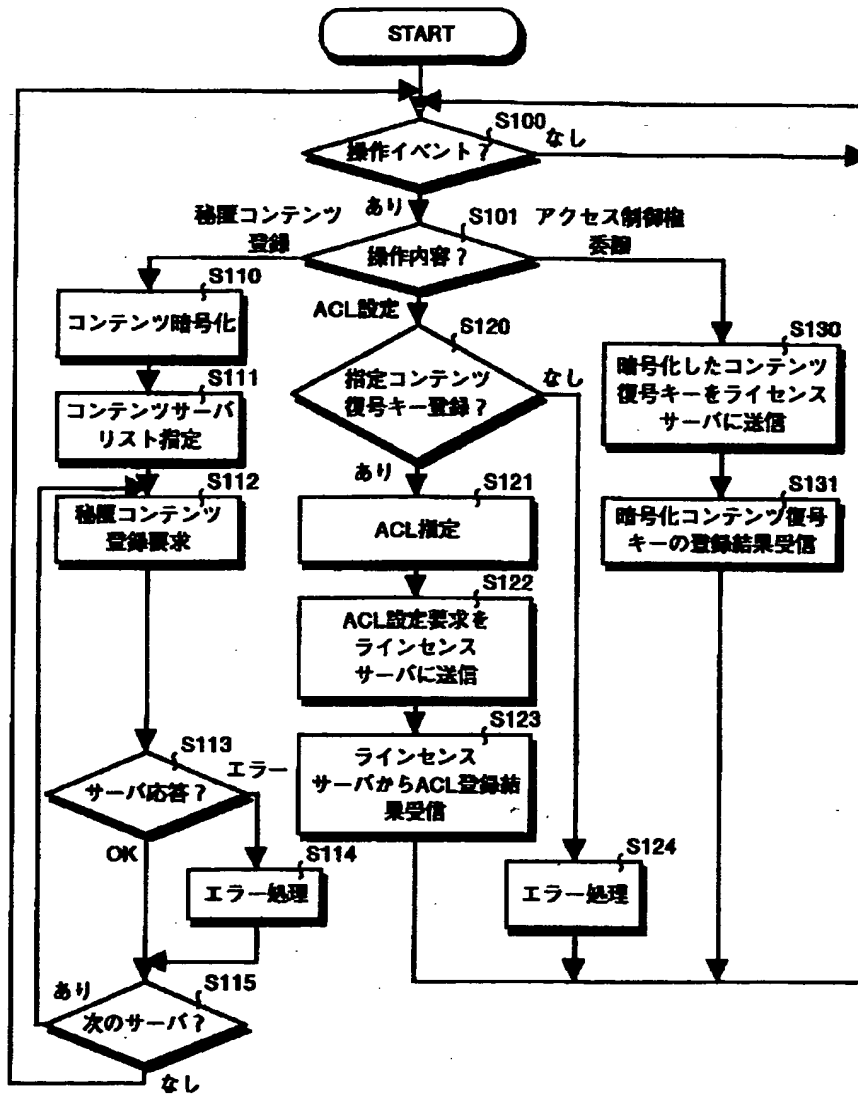 START
S100
操作イベント？
なし
あり
秘匿コンテンツ
登録
S101
アクセス制御権
委譲
操作内容？
S110
コンテンツ暗号化
ACL設定
S120
指定コンテンツ
復号キー登録？
なし
あり
S130
暗号化したコンテンツ
復号キーをライセンス
サーバに送信
S111
コンテンツサーバ
リスト指定
S112
秘匿コンテンツ
登録要求
S121
ACL指定
S131
暗号化コンテンツ復号
キーの登録結果受信
S122
ACL設定要求を
ラインセンス
サーバに送信
S123
ラインセンス
サーバからACL登録結
果受信
S113
サーバ応答？
エラー
OK
S114
エラー処理
S124
エラー処理
S115
あり
次のサーバ？
なし